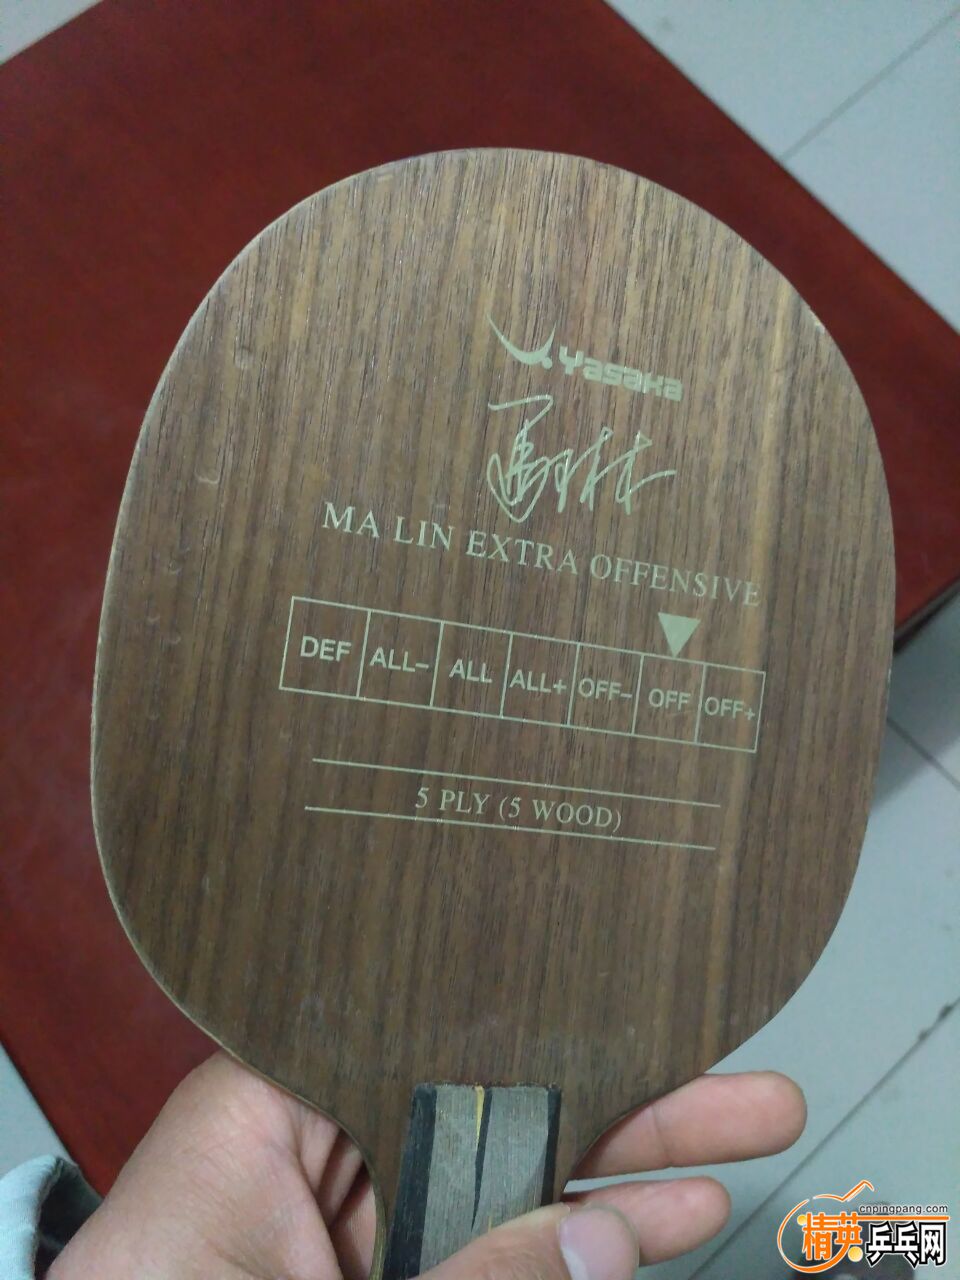 Yasaka
馬琳
MA LIN EXTRA OFFENSIVE
DEF ALL- ALL ALL+ OFF- OFF OFF+
5 PLY (5 WOOD)
cnpingpang.com
精英乒乓网